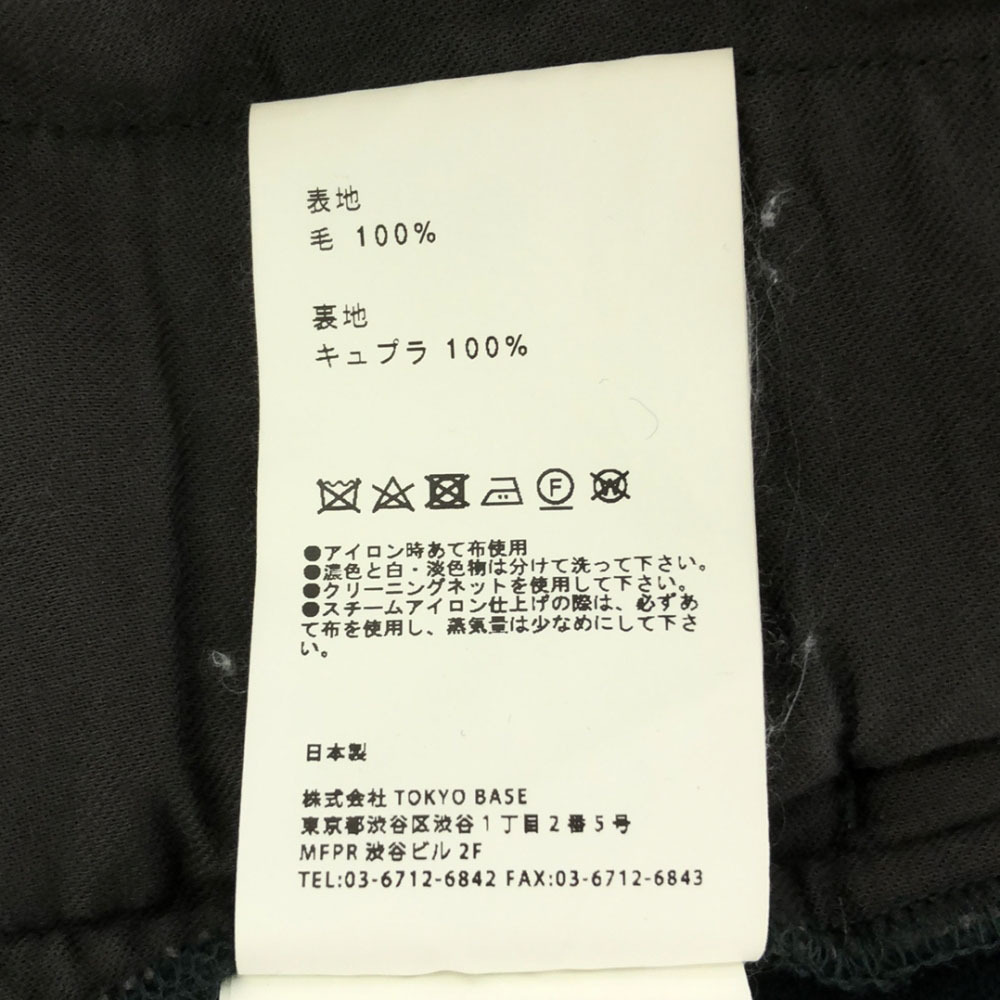 表地
毛 100%
裏地
キュプラ 100%
F W
●アイロン時あて布使用
●濃色と白・淡色物は分けて洗って下さい。
●クリーニングネットを使用して下さい。
●スチームアイロン仕上げの際は、必ずあ
て布を使用し、蒸気量は少なめにして下さ
い。
日本製
株式会社 TOKYO BASE
東京都渋谷区渋谷1丁目2番5号
MFPR 渋谷ビル 2F
TEL:03-6712-6842 FAX:03-6712-6843